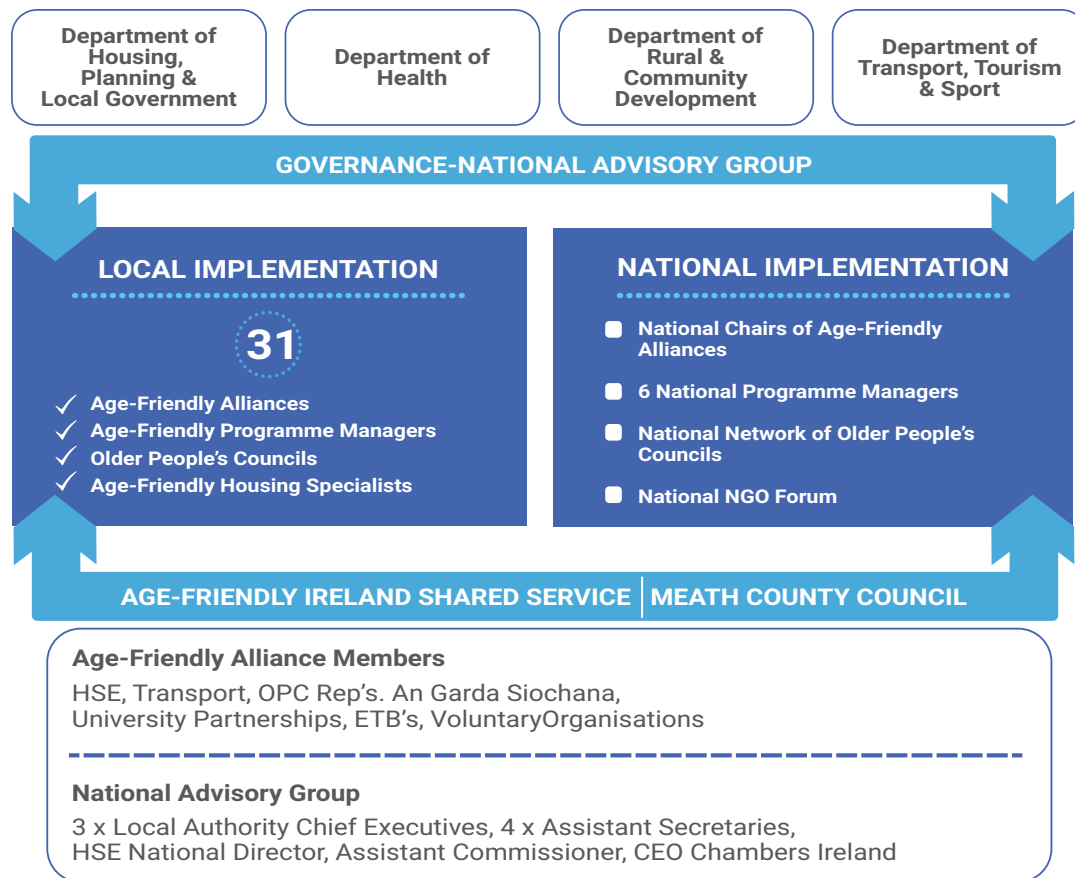 Department of
Housing,
Planning &
Local Government
Department of
Health
Department of
Rural &
Community
Development
Department of
Transport, Tourism
& Sport
GOVERNANCE-NATIONAL ADVISORY GROUP
LOCAL IMPLEMENTATION
31
Age-Friendly Alliances
Age-Friendly Programme Managers
Older People's Councils
Age-Friendly Housing Specialists
NATIONAL IMPLEMENTATION
National Chairs of Age-Friendly
Alliances
6 National Programme Managers
National Network of Older People's
Councils
National NGO Forum
AGE-FRIENDLY IRELAND SHARED SERVICE | MEATH COUNTY COUNCIL
Age-Friendly Alliance Members
HSE, Transport, OPC Rep's. An Garda Siochana,
University Partnerships, ETB's, VoluntaryOrganisations
National Advisory Group
3 x Local Authority Chief Executives, 4 x Assistant Secretaries,
HSE National Director, Assistant Commissioner, CEO Chambers Ireland